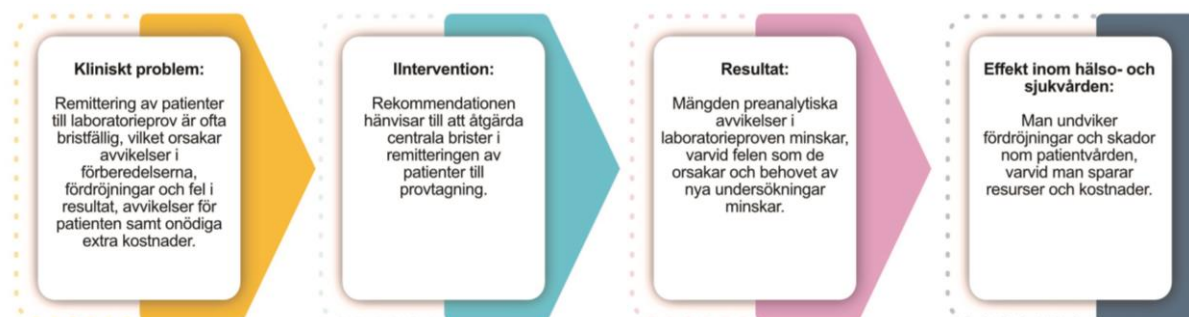 Kliniskt problem:
Remittering av patienter
till laboratorieprov är ofta
bristfällig, vilket orsakar
avvikelser i
förberedelserna,
fördröjningar och fel i
resultat, avvikelser för
patienten samt onödiga
extra kostnader.
IIntervention:
Rekommendationen
hänvisar till att åtgärda
centrala brister i
remitteringen av
patienter till
provtagning.
Resultat:
Mängden preanalytiska
avvikelser i
laboratorieproven minskar,
varvid felen som de
orsakar och behovet av
nya undersökningar
minskar.
Effekt inom hälso- och
sjukvården:
Man undviker
fördröjningar och skador
nom patientvården,
varvid man sparar
resurser och kostnader.